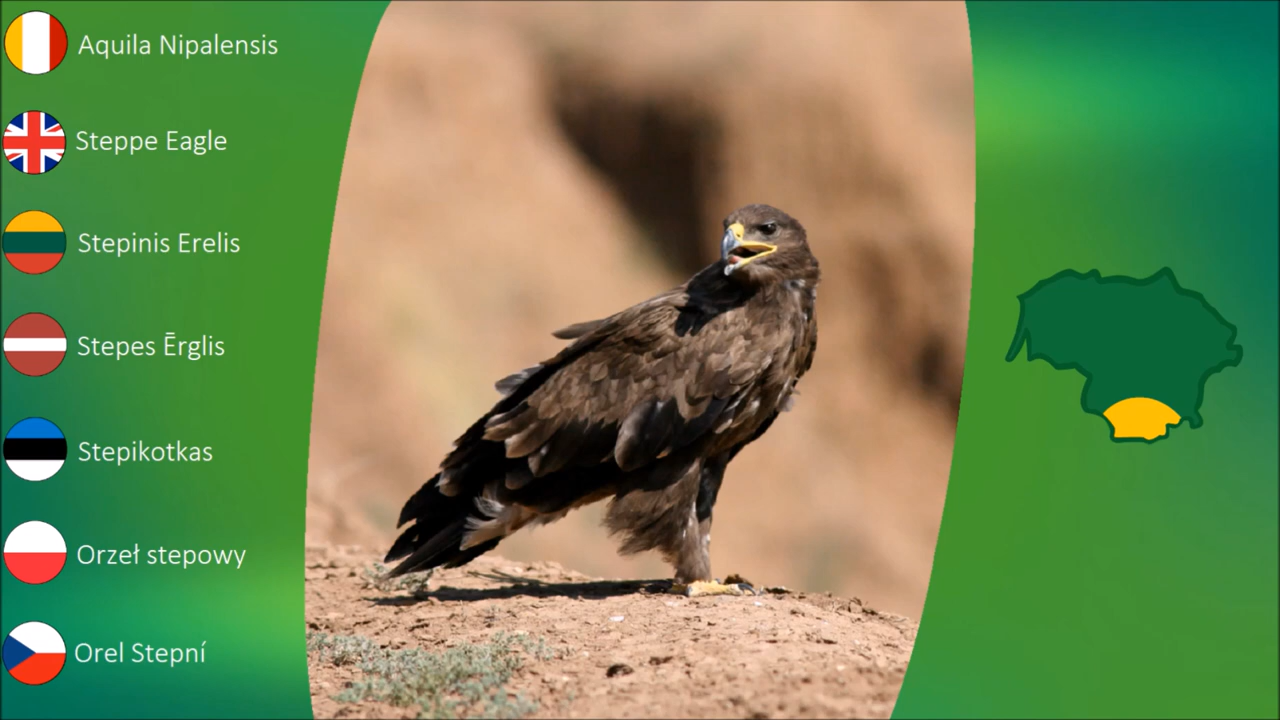 Aquila Nipalensis
Steppe Eagle
Stepinis Erelis
Stepes Ērglis
Stepikotkas
Orzeł stepowy
Orel Stepní